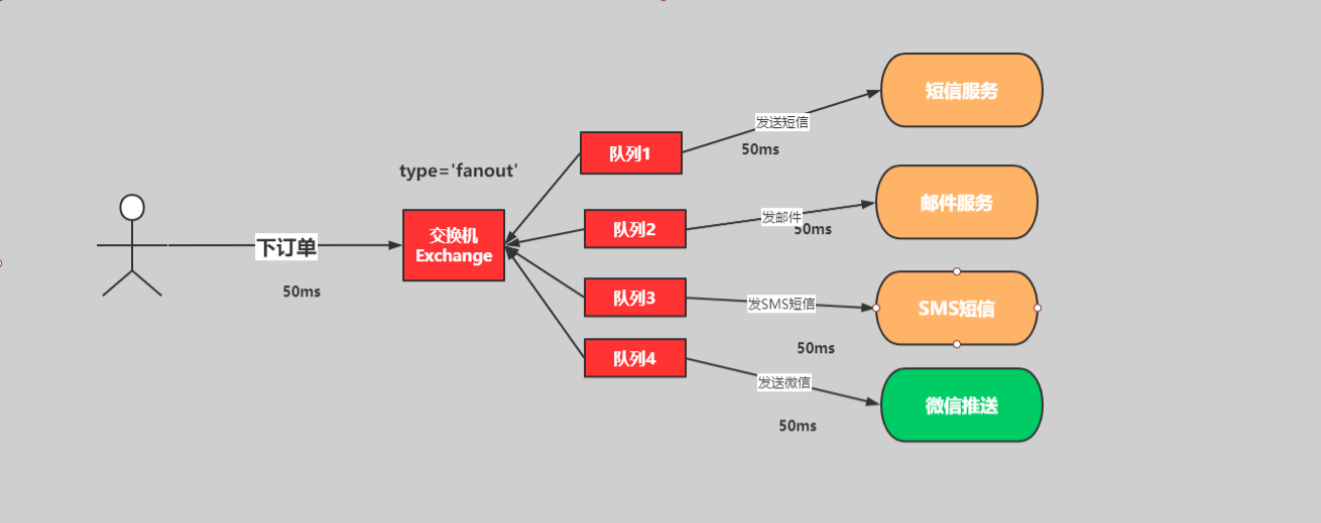 短信服务
发送短信
50ms
队列1
type='fanout'
邮件服务
发邮件
50ms
队列2
交换机
Exchange
下订单
50ms
队列3
发SMS短信
SMS短信
50ms
队列4
发送微信
微信推送
50ms